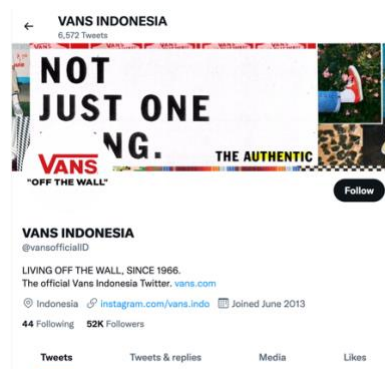 VANS INDONESIA
6,572 Tweets
NOT
JUST ONE
NG.
THE AUTHENTIC
VANS
"OFF THE WALL"
Follow
VANS INDONESIA
@vansofficialID
LIVING OFF THE WALL, SINCE 1966.
The official Vans Indonesia Twitter. vans.com
Indonesia instagram.com/vans.indo Joined June 2013
44 Following 52K Followers
Tweets Tweets & replies Media Likes